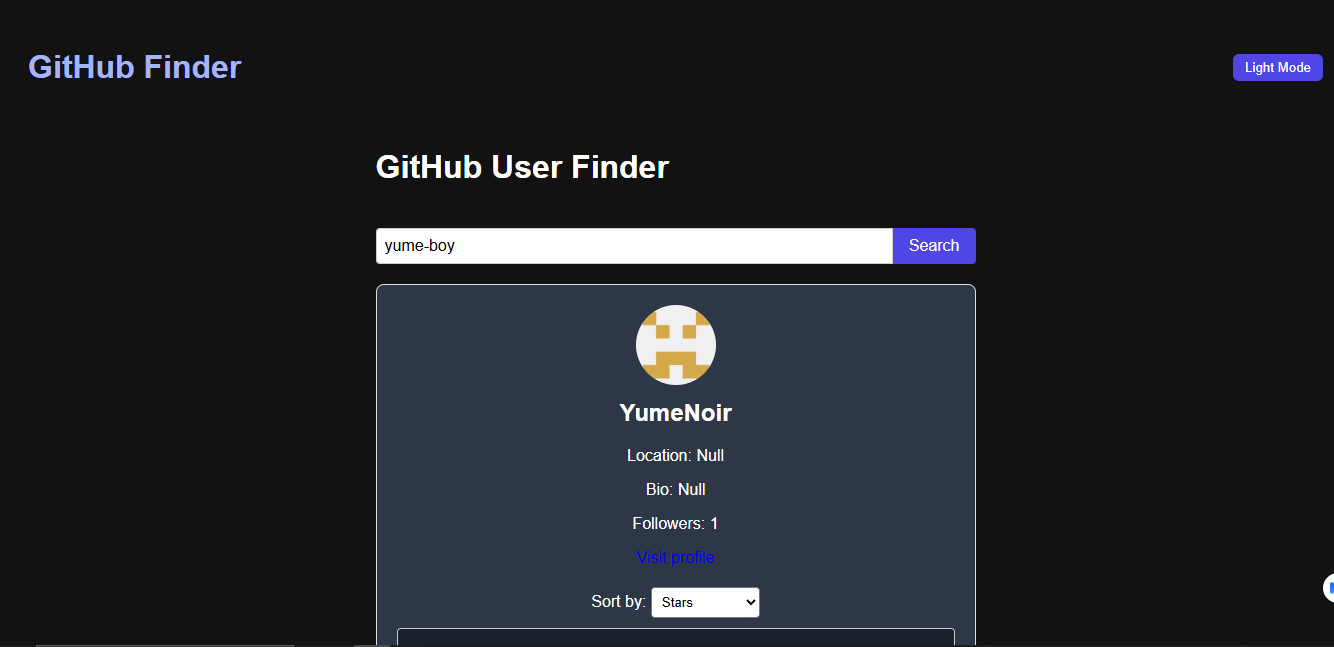 GitHub Finder
Light Mode
GitHub User Finder
yume-boy
Search
YumeNoir
Location: Null
Bio: Null
Followers: 1
Visit profile
Sort by: Stars